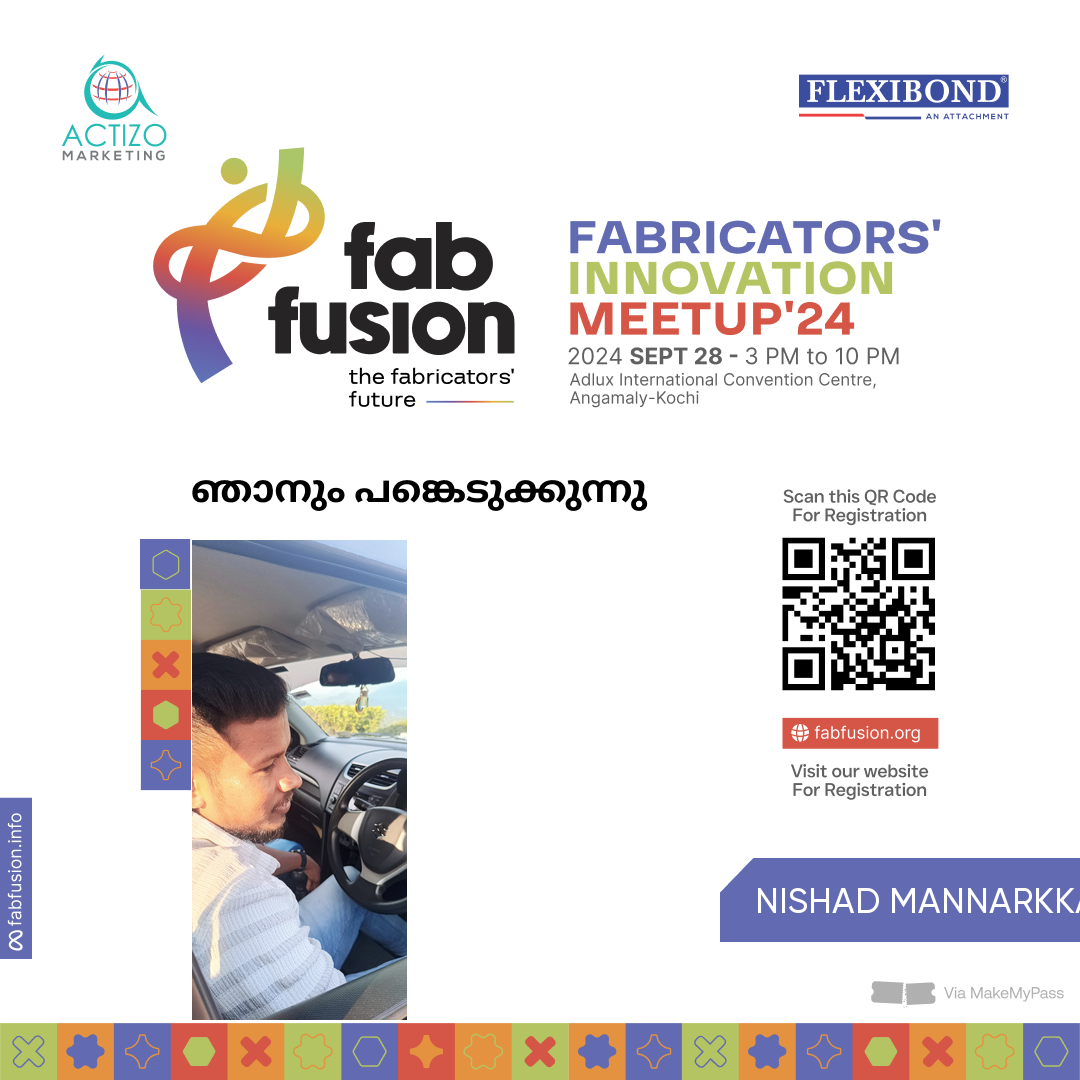 ACTIZO
MARKETING
FLEXIBOND®
AN ATTACHMENT
fab
fusion
the fabricators'
future
FABRICATORS'
INNOVATION
MEETUP'24
2024 SEPT 28 - 3 PM to 10 PM
Adlux International Convention Centre,
Angamaly-Kochi
ഞാനും പങ്കെടുക്കുന്നു
Scan this QR Code
For Registration
fabfusion.org
Visit our website
For Registration
fabfusion.info
NISHAD MANNARKKA
Via MakeMyPass